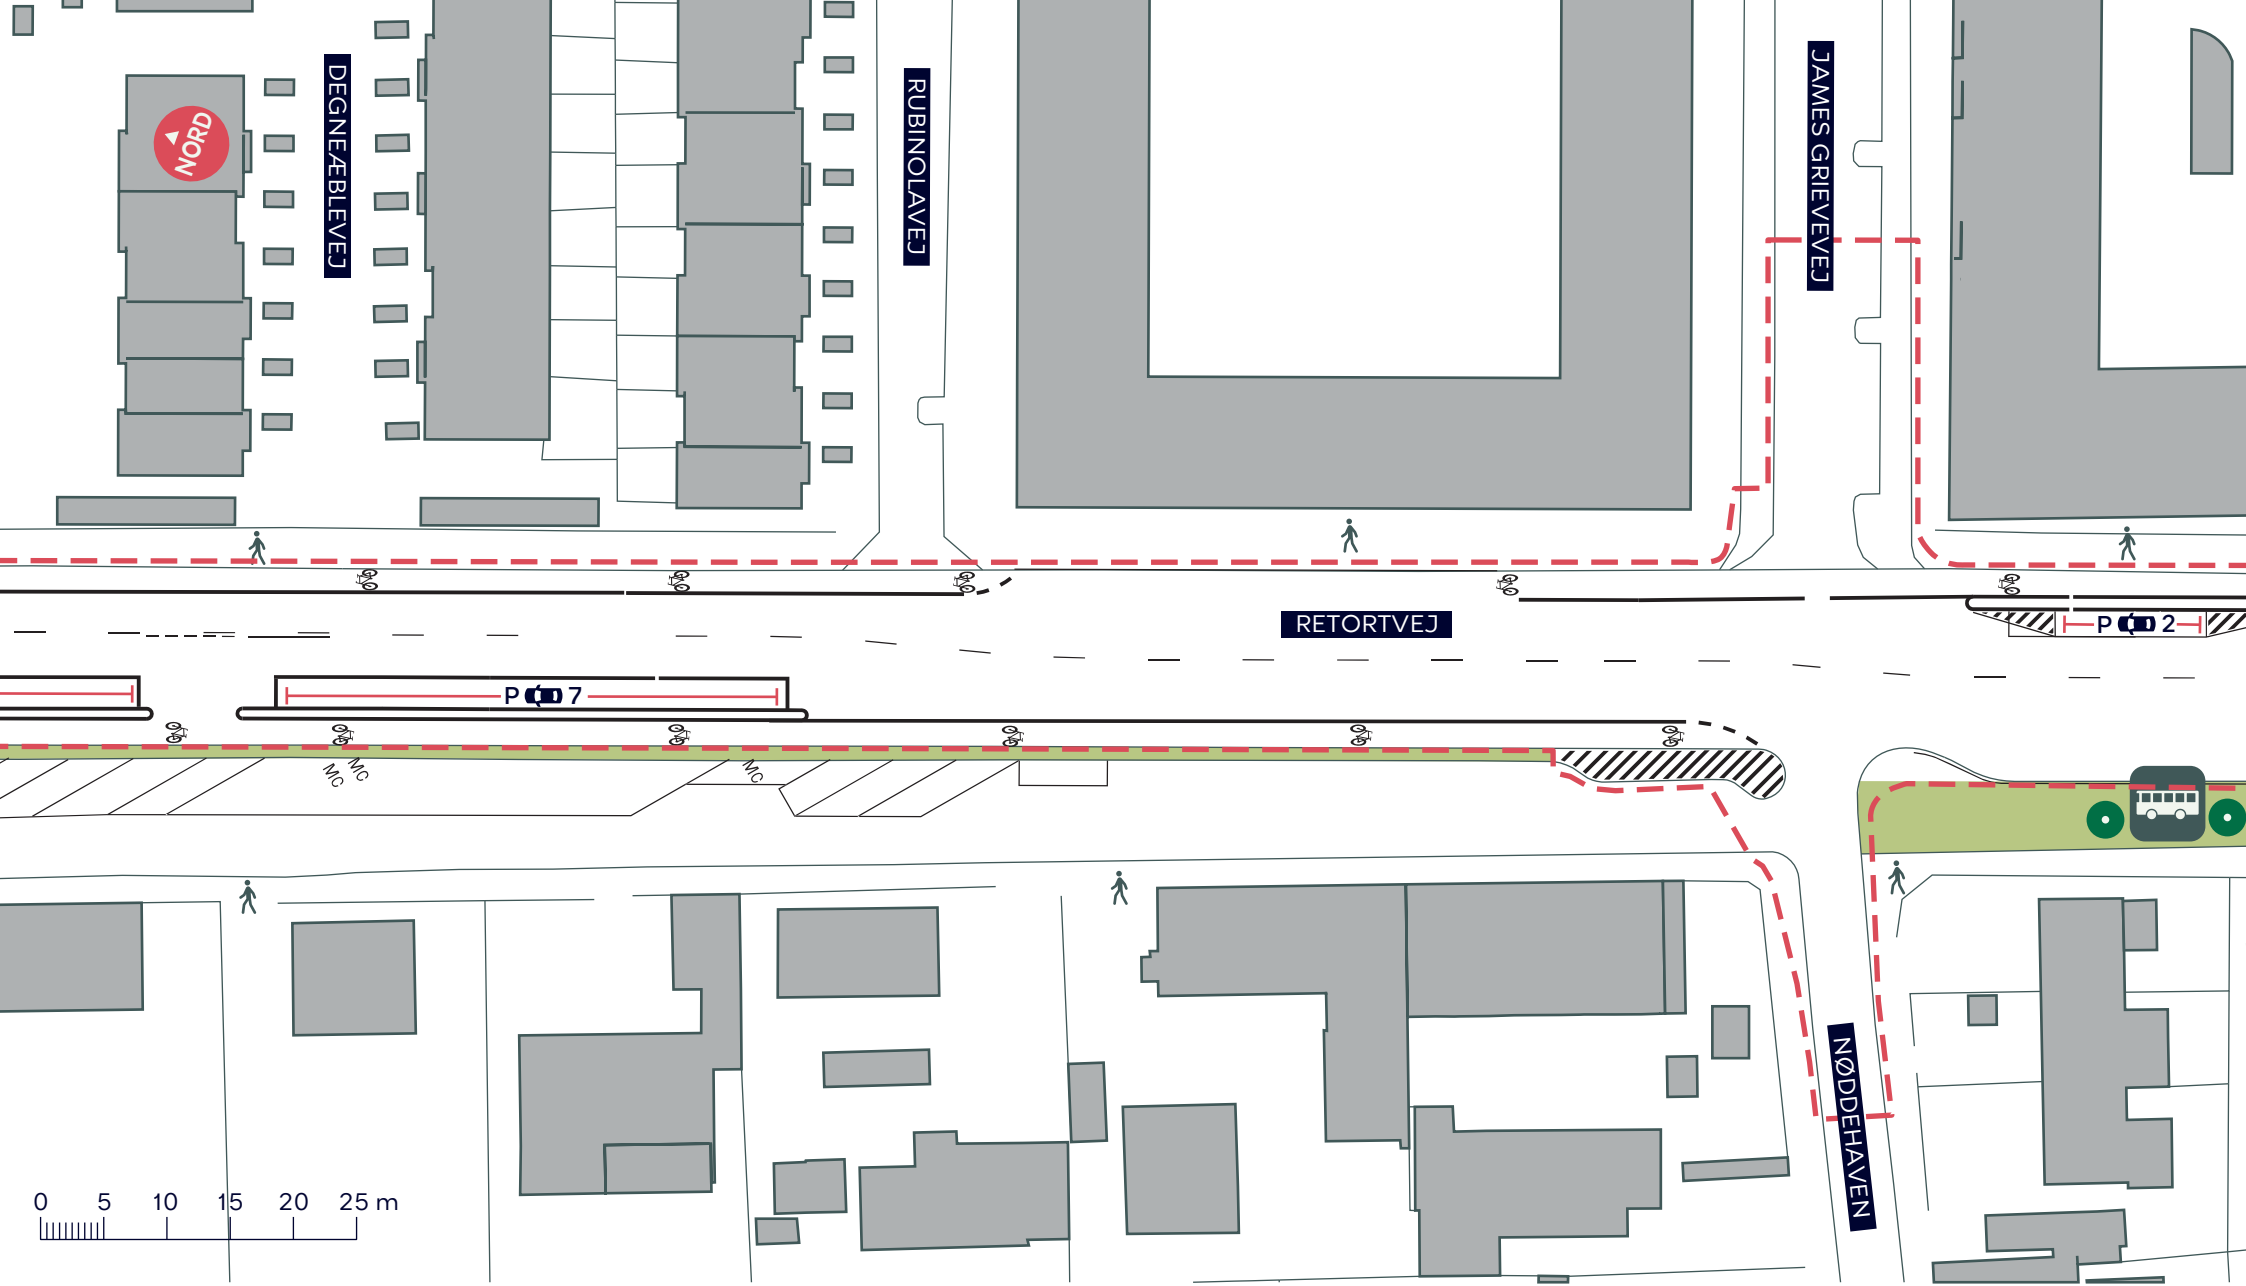 NORD
DEGNEÆBLEVEJ
RUBINOLAVEJ
JAMES GRIEVEVEJ
RETORTVEJ
P 2
P 7
MC
MC
MC
NØDDEHAVEN
0 5 10 15 20 25 m